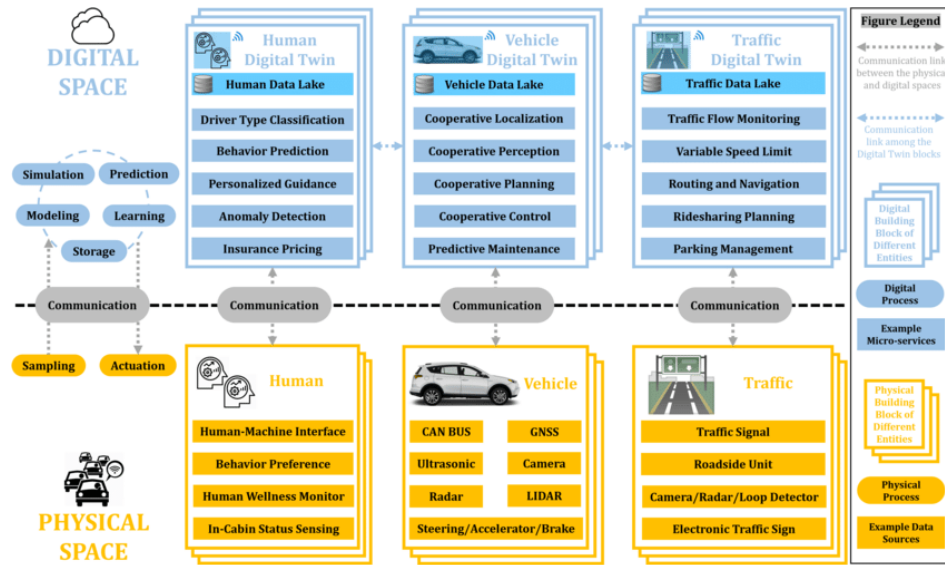 DIGITAL
SPACE
Simulation
Prediction
Modeling
Learning
Storage
Human
Digital Twin
Human Data Lake
Driver Type Classification
Behavior Prediction
Personalized Guidance
Anomaly Detection
Insurance Pricing
Vehicle
Digital Twin
Vehicle Data Lake
Cooperative Localization
Cooperative Perception
Cooperative Planning
Cooperative Control
Predictive Maintenance
Traffic
Digital Twin
Traffic Data Lake
Traffic Flow Monitoring
Variable Speed Limit
Routing and Navigation
Ridesharing Planning
Parking Management
Communication
Communication
Communication
Communication
Sampling
Actuation
PHYSICAL
SPACE
Human
Human-Machine Interface
Behavior Preference
Human Wellness Monitor
In-Cabin Status Sensing
Vehicle
CAN BUS
GNSS
Ultrasonic
Camera
Radar
LIDAR
Steering/Accelerator/Brake
Traffic
Traffic Signal
Roadside Unit
Camera/Radar/Loop Detector
Electronic Traffic Sign
Figure Legend
Communication link
between the physical
and digital spaces
Communication
link among the
Digital Twin blocks
Digital
Building
Block of
Different
Entities
Digital
Process
Example
Micro-services
Physical
Building
Block of
Different
Entities
Physical
Process
Example Data
Sources